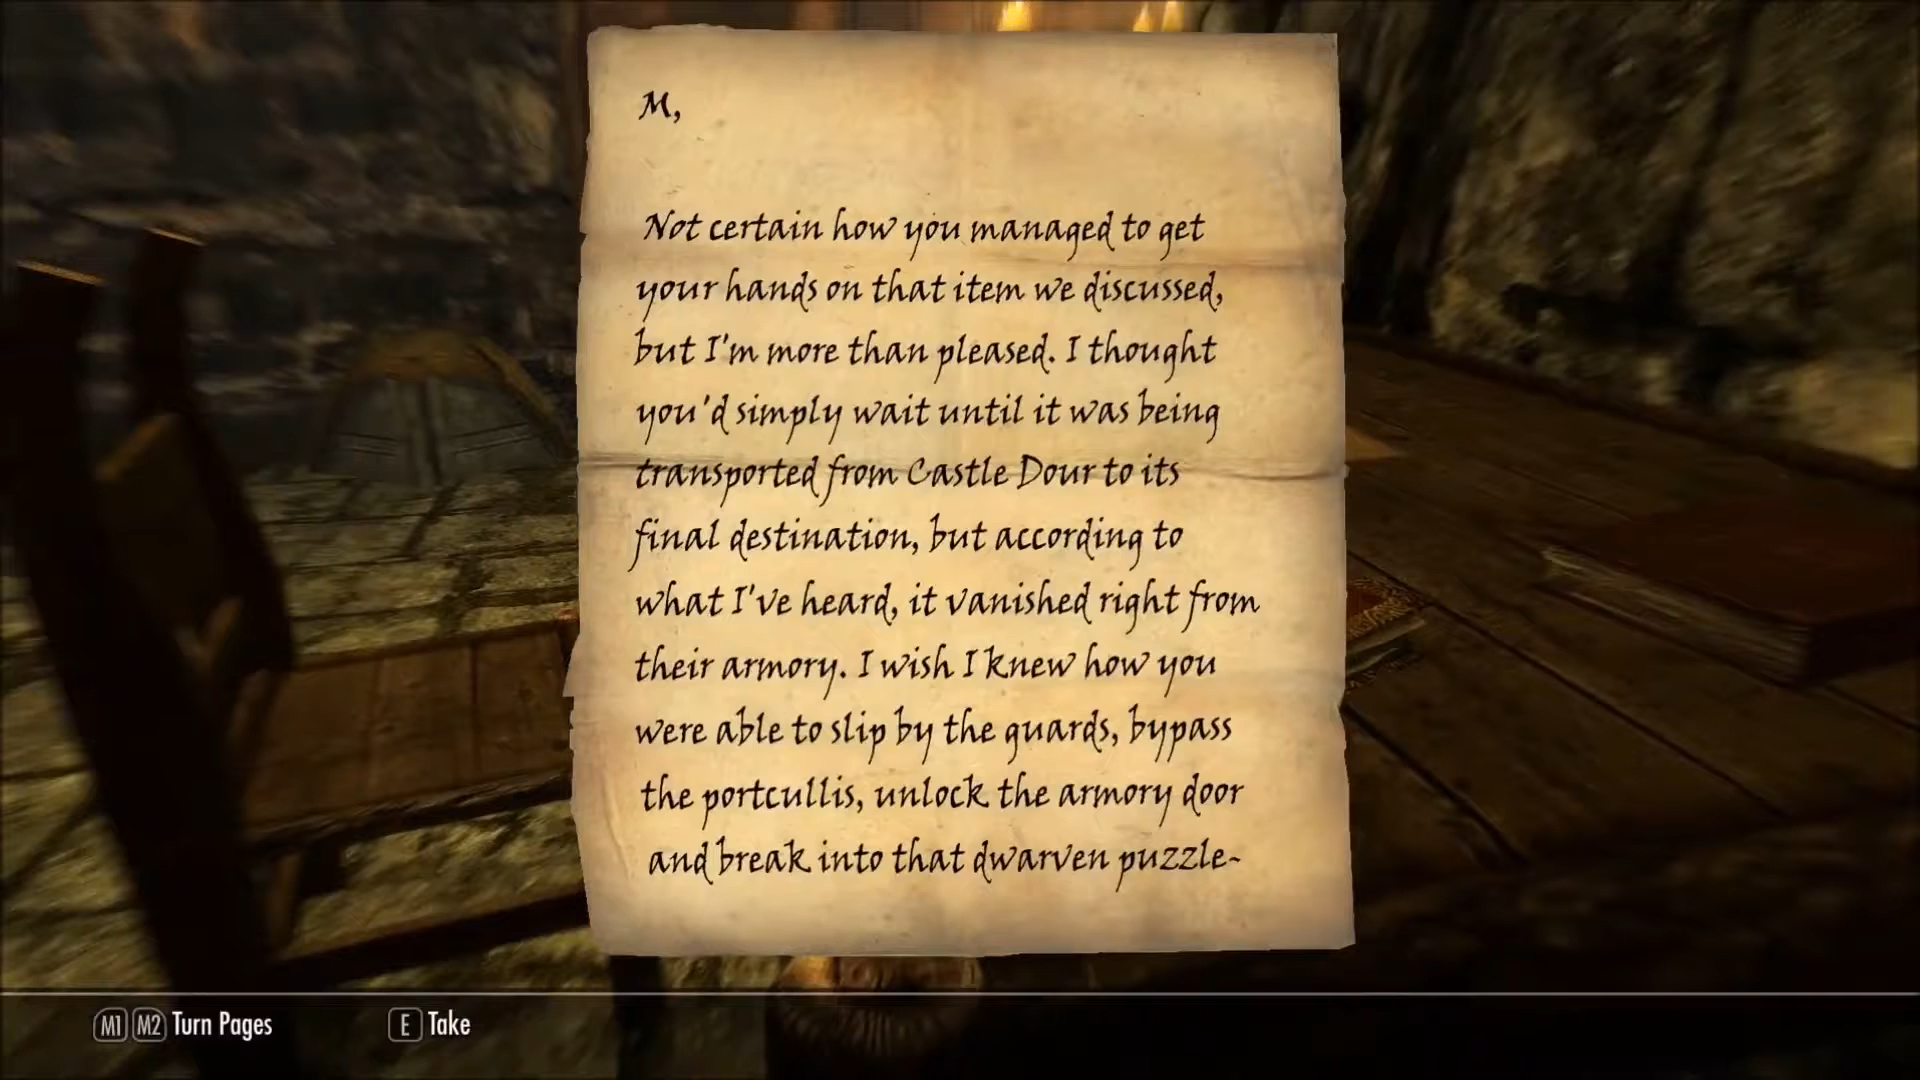 M,
Not certain how you managed to get
your hands on that item we discussed,
but I'm more than pleased. I thought
you'd simply wait until it was being
transported from Castle Dour to its
final destination, but according to
what I've heard, it vanished right from
their armory. I wish I knew how you
were able to slip by the guards, bypass
the portcullis, unlock the armory door
and break into that dwarven puzzle-
M1 M2 Turn Pages E Take